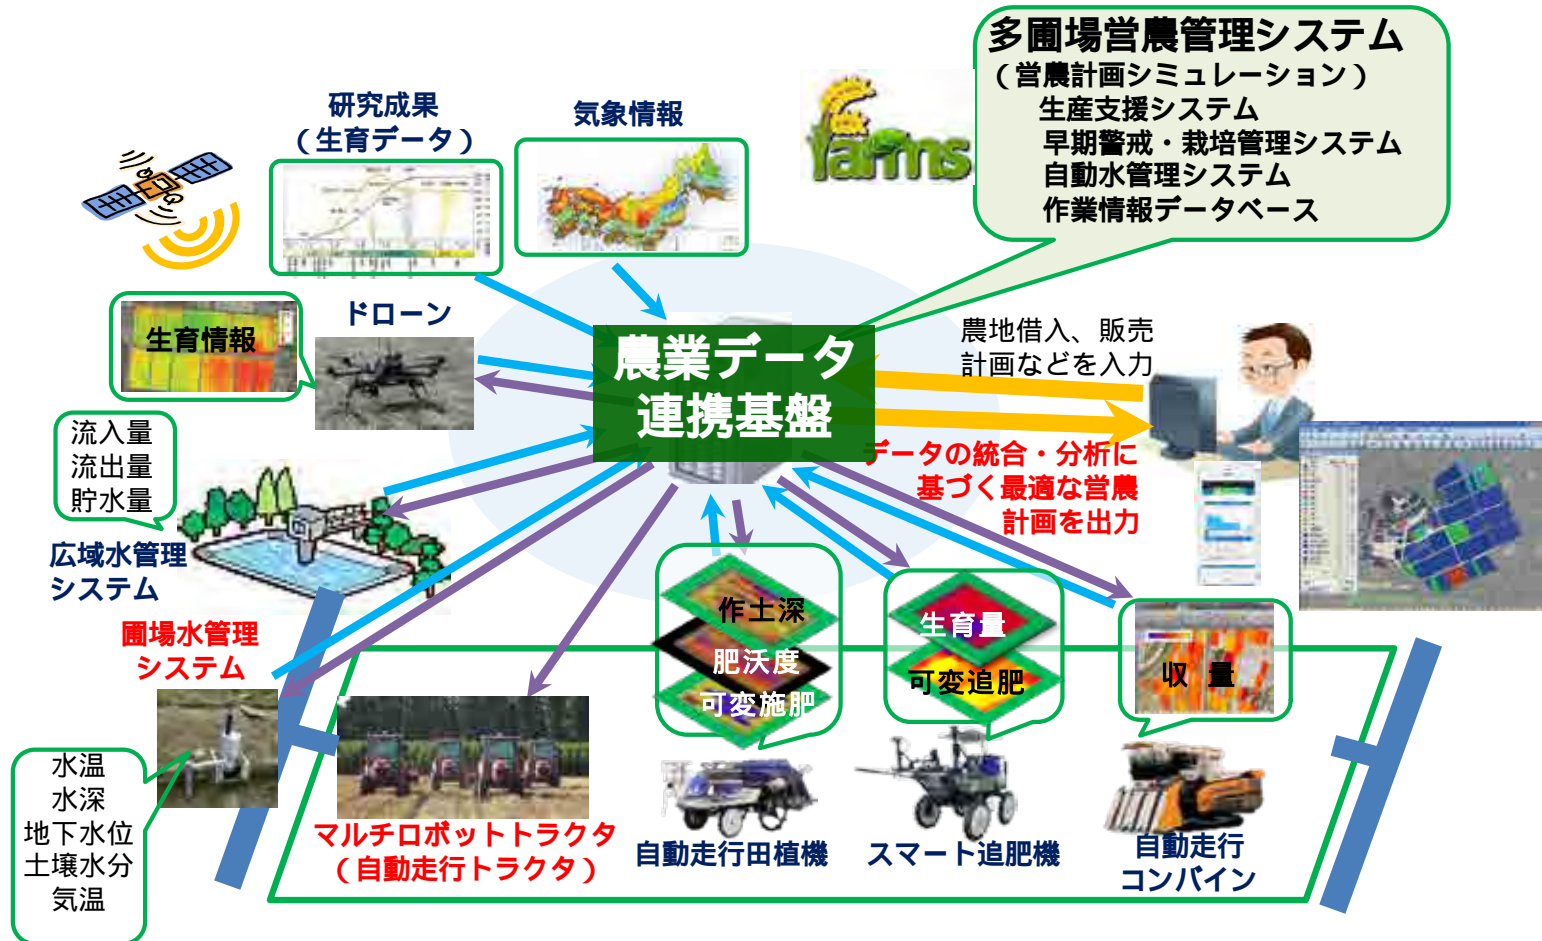 多圃場営農管理システム
（営農計画シミュレーション）
生産支援システム
早期警戒・栽培管理システム
自動水管理システム
作業情報データベース
farms
研究成果
（生育データ）
気象情報
生育情報
ドローン
農業データ
連携基盤
農地借入、販売
計画などを入力
データの統合・分析に
基づく最適な営農
計画を出力
流入量
流出量
貯水量
広域水管理
システム
圃場水管理
システム
水温
水深
地下水位
土壌水分
気温
マルチロボットトラクタ
（自動走行トラクタ）
作土深
肥沃度
可変施肥
自動走行田植機
生育量
可変追肥
スマート追肥機
収 量
自動走行
コンバイン